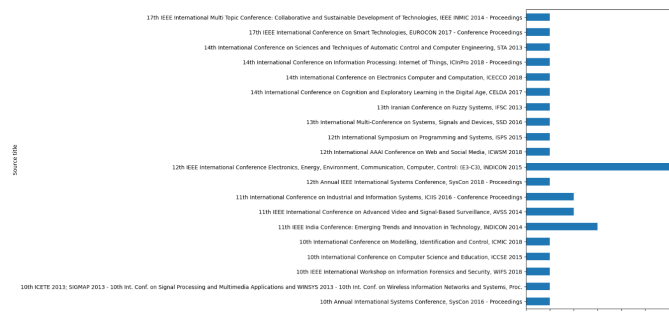 17th IEEE International Multi Topic Conference: Collaborative and Sustainable Development of Technologies, IEEE INMIC 2014 - Proceedings
17th IEEE International Conference on Smart Technologies, EUROCON 2017 - Conference Proceedings
14th International Conference on Sciences and Techniques of Automatic Control and Computer Engineering, STA 2013
14th International Conference on Information Processing: Internet of Things, ICInPro 2018 - Proceedings
14th International Conference on Electronics Computer and Computation, ICECCO 2018
14th International Conference on Cognition and Exploratory Learning in the Digital Age, CELDA 2017
13th Iranian Conference on Fuzzy Systems, IFSC 2013
13th International Multi-Conference on Systems, Signals and Devices, SSD 2016
12th International Symposium on Programming and Systems, ISPS 2015
12th International AAAI Conference on Web and Social Media, ICWSM 2018
12th IEEE International Conference Electronics, Energy, Environment, Communication, Computer, Control: (E3-C3), INDICON 2015
12th Annual IEEE International Systems Conference, SysCon 2018 - Proceedings
11th International Conference on Industrial and Information Systems, ICIIS 2016 - Conference Proceedings
11th IEEE International Conference on Advanced Video and Signal-Based Surveillance, AVSS 2014
11th IEEE India Conference: Emerging Trends and Innovation in Technology, INDICON 2014
10th International Conference on Modelling, Identification and Control, ICMIC 2018
10th International Conference on Computer Science and Education, ICCSE 2015
10th IEEE International Workshop on Information Forensics and Security, WIFS 2018
10th ICETE 2013; SIGMAP 2013 - 10th Int. Conf. on Signal Processing and Multimedia Applications and WINSYS 2013 - 10th Int. Conf. on Wireless Information Networks and Systems, Proc.
10th Annual International Systems Conference, SysCon 2016 - Proceedings
Source title